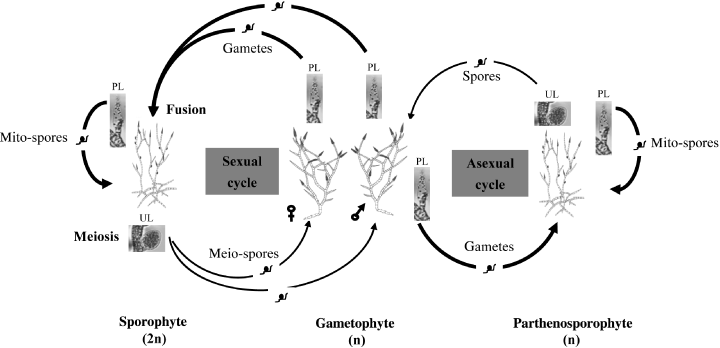 Gametes
PL
PL
PL
Fusion
Mito-spores
Sexual
cycle
♀
♂
UL
Meiosis
Meio-spores
Spores
UL
PL
PL
Mito-spores
Asexual
cycle
Gametes
Sporophyte
(2n)
Gametophyte
(n)
Parthenosporophyte
(n)